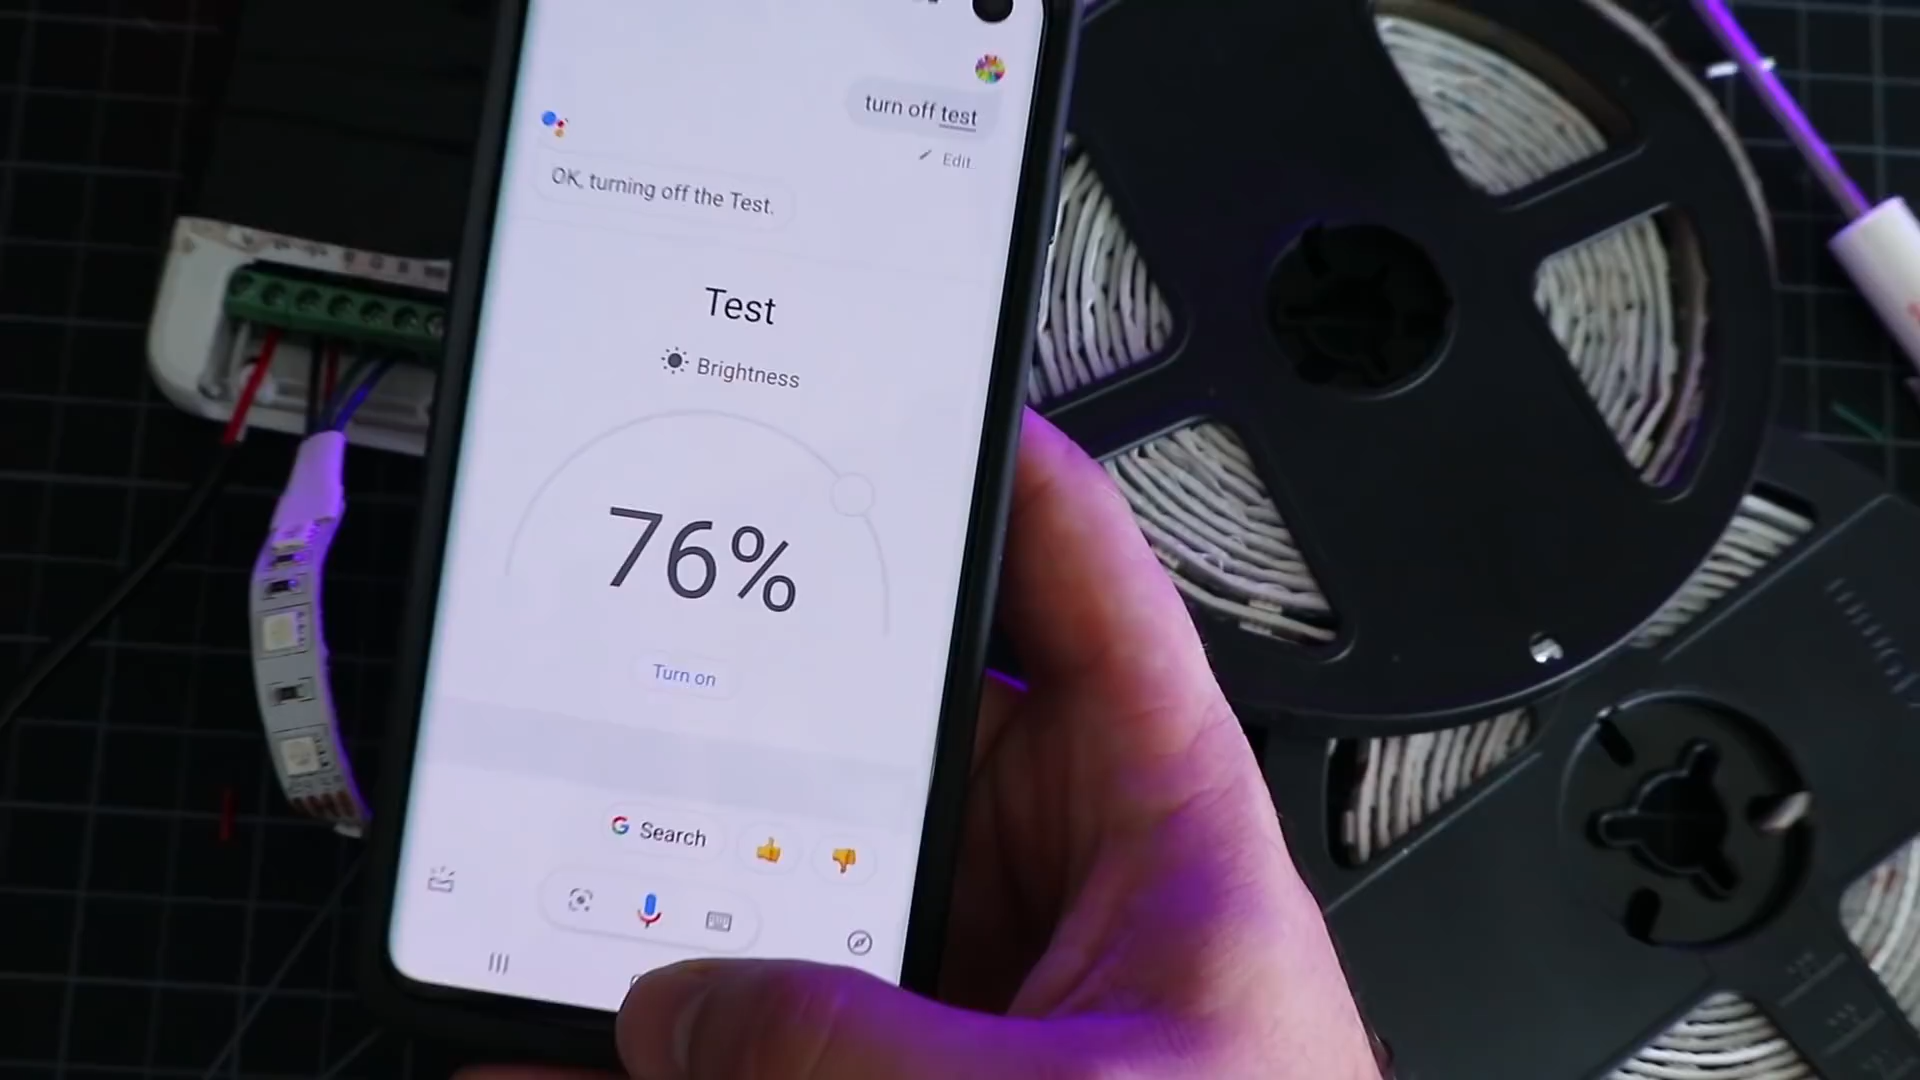 turn off test
Edit
OK, turning off the Test.
Test
Brightness
76%
Turn on
Search